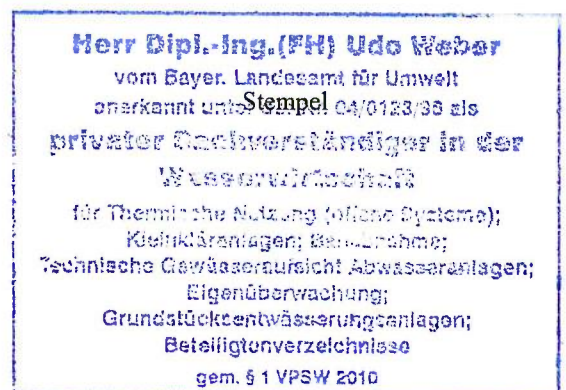 Herr Dipl.-Ing.(FH) Udo Weber
vom Bayer. Landesamt für Umwelt
anerkannt unter Stempel 04/0123/ als
privater Sachverständiger in der
Wasserwirtschaft
für Thermische Nutzung (offene Systeme);
Kleinkläranlagen; Bauabnahme;
Technische Gewässeraufsicht Abwasseranlagen;
Eigenüberwachung;
Grundstücksentwässerungsanlagen;
Beteiligtenverzeichnisse
gem. § 1 VPSW 2010